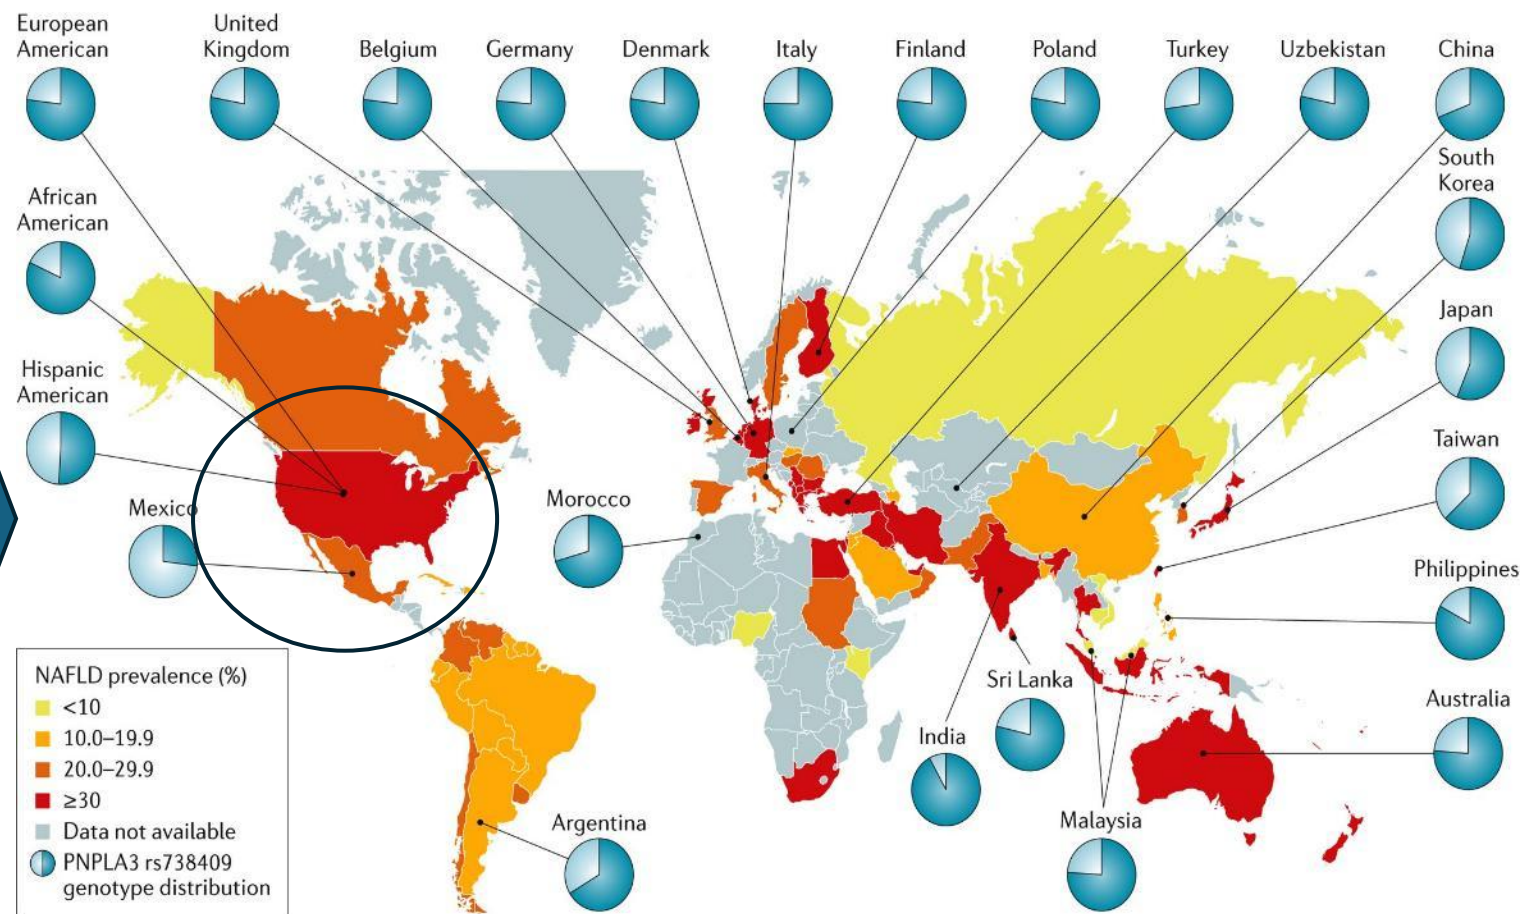 European
American
United
Kingdom
Belgium
Germany
Denmark
Italy
Finland
Poland
Turkey
Uzbekistan
China
South
Korea
African
American
Japan
Hispanic
American
Taiwan
Mexico
Morocco
Philippines
NAFLD prevalence (%)
<10
10.0–19.9
20.0–29.9
≥30
Data not available
PNPLA3 rs738409
genotype distribution
Sri Lanka
Australia
India
Argentina
Malaysia